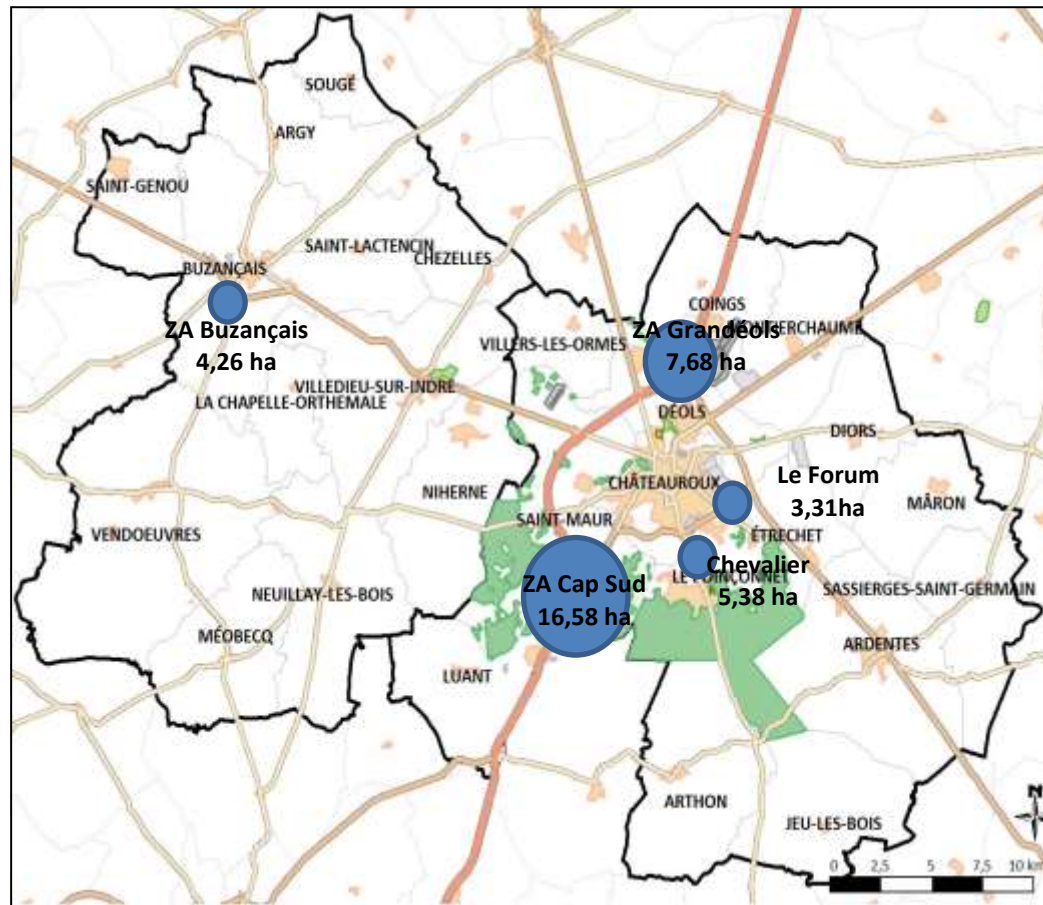 SOUGÉ
ARGY
SAINT-GENOU
SAINT-LACTENCIN
CHEZELLES
BUZANÇAIS
ZA Buzançais
4,26 ha
COINGS
ZA Grandéols
7,68 ha
VILLERS-LES-ORMES
VILLEDIEU-SUR-INDRE
LA CHAPELLE-ORTHEMALE
DÉOLS
DIORS
CHÂTEAUROUX
Le Forum
3,31ha
NIHERNE
MÂRON
SAINT-MAUR
VENDOEUVRES
ÉTRECHET
Chevalier
5,38 ha
LE POINÇONNET
ZA Cap Sud
16,58 ha
NEUILLAY-LES-BOIS
SASSIERGES-SAINT-GERMAIN
MÉOBECQ
ARDENTES
LUANT
ARTHON
JEU-LES-BOIS
N
0 2,5 5 7,5 10 km